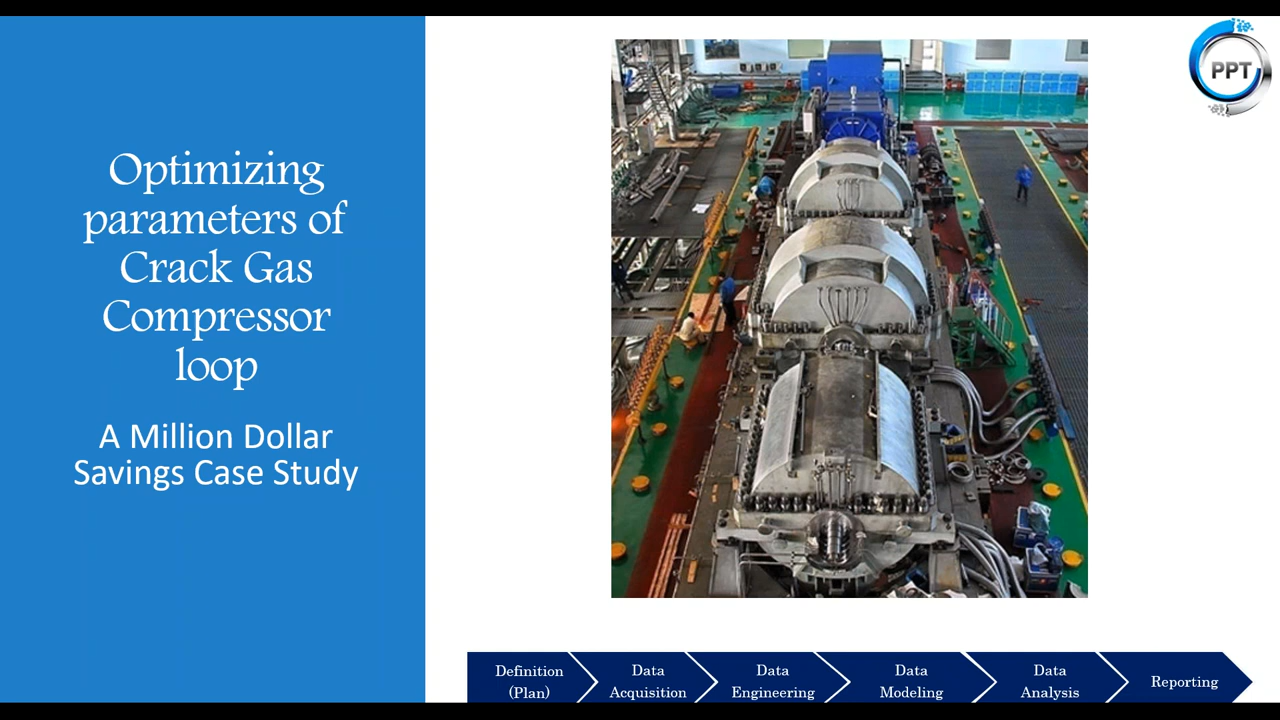 PPT
Optimizing
parameters of
Crack Gas
Compressor
loop
A Million Dollar
Savings Case Study
Definition
(Plan)
Data
Acquisition
Data
Engineering
Data
Modeling
Data
Analysis
Reporting